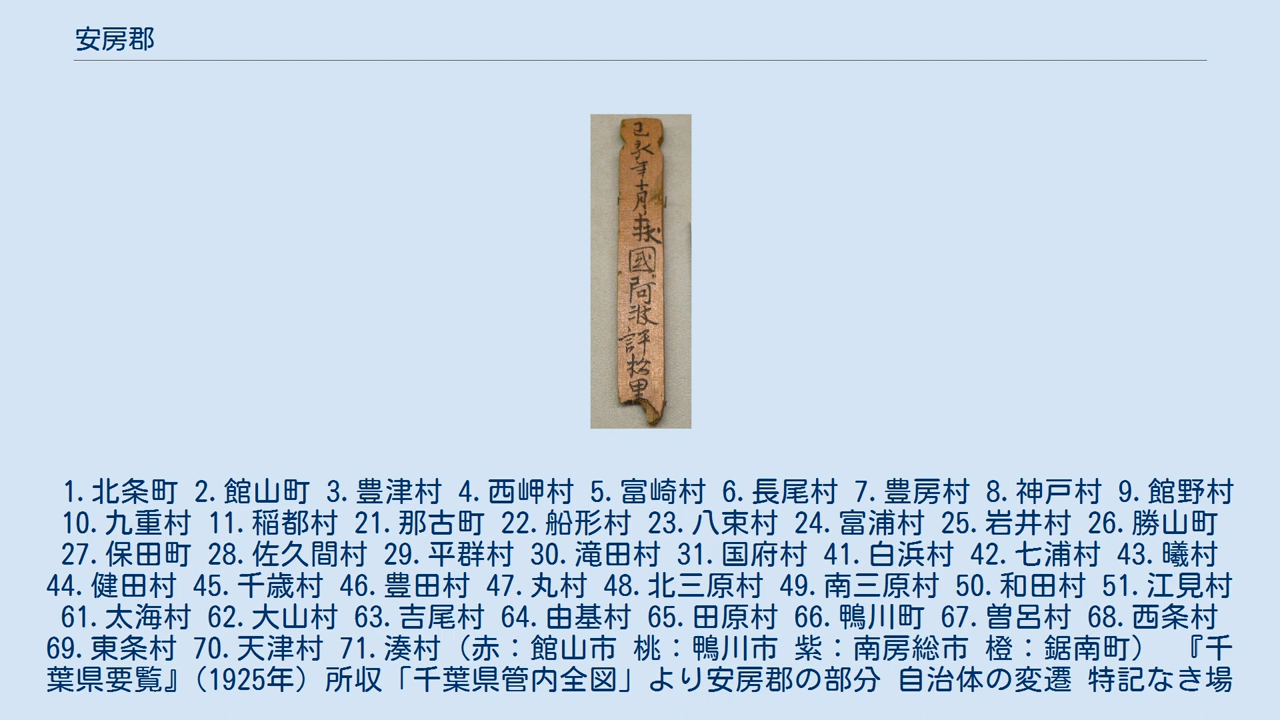 安房郡
己亥年十月上捄國阿波評松里
1. 北条町 2. 館山町 3. 豊津村 4. 西岬村 5. 富崎村 6. 長尾村 7. 豊房村 8. 神戸村 9. 館野村
10. 九重村 11. 稲都村 21. 那古町 22. 船形村 23. 八束村 24. 富浦村 25. 岩井村 26. 勝山町
27. 保田町 28. 佐久間村 29. 平群村 30. 滝田村 31. 国府村 41. 白浜村 42. 七浦村 43. 曦村
44. 健田村 45. 千歳村 46. 豊田村 47. 丸村 48. 北三原村 49. 南三原村 50. 和田村 51. 江見村
61. 太海村 62. 大山村 63. 吉尾村 64. 由基村 65. 田原村 66. 鴨川町 67. 曽呂村 68. 西条村
69. 東条村 70. 天津村 71. 湊村（赤：館山市 桃：鴨川市 紫：南房総市 橙：鋸南町） 『千
葉県要覧』（1925年）所収「千葉県管内全図」より安房郡の部分 自治体の変遷 特記なき場